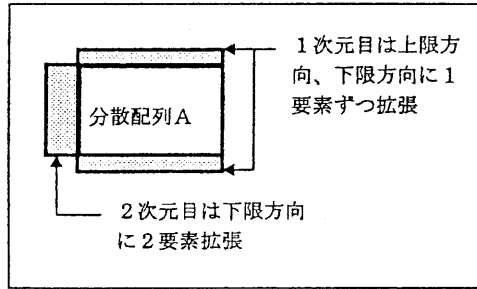 1次元目は上限方
向、下限方向に1
要素ずつ拡張
分散配列A
2次元目は下限方向
に2要素拡張